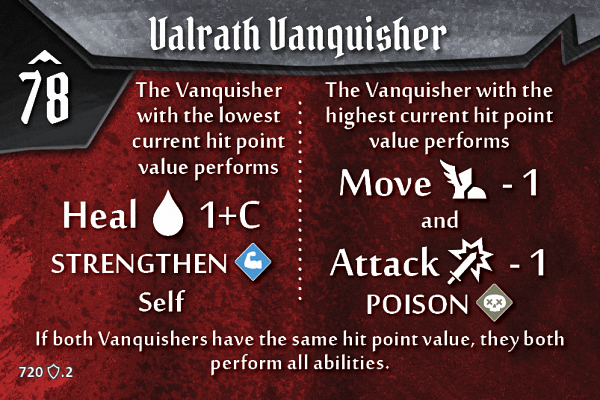 Valrath Vanquisher
78
The Vanquisher
with the lowest
current hit point
value performs
Heal 1+C
STRENGTHEN
Self
The Vanquisher with the
highest current hit point
value performs
Move - 1
and
Attack - 1
POISON
If both Vanquishers have the same hit point value, they both
perform all abilities.
720 .2